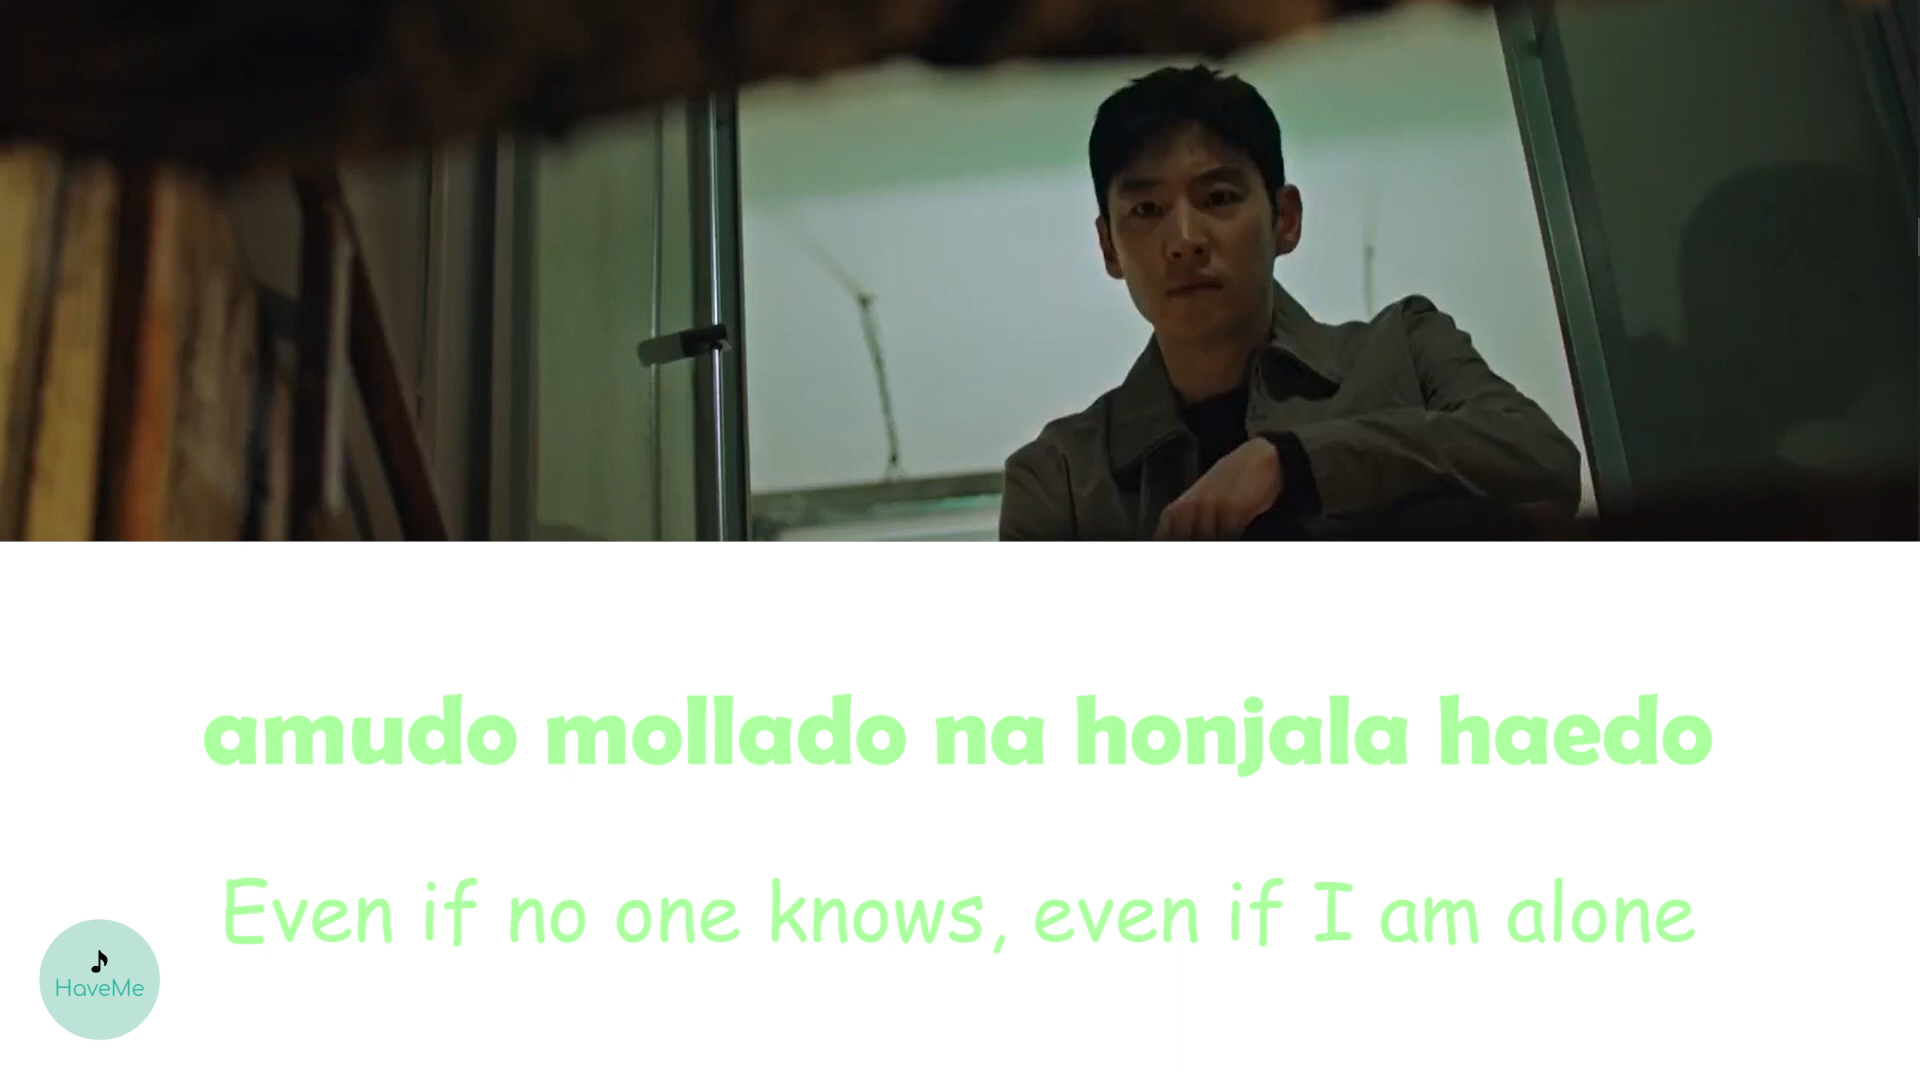 amudo mollado na honjala haedo
Even if no one knows, even if I am alone
HaveMe